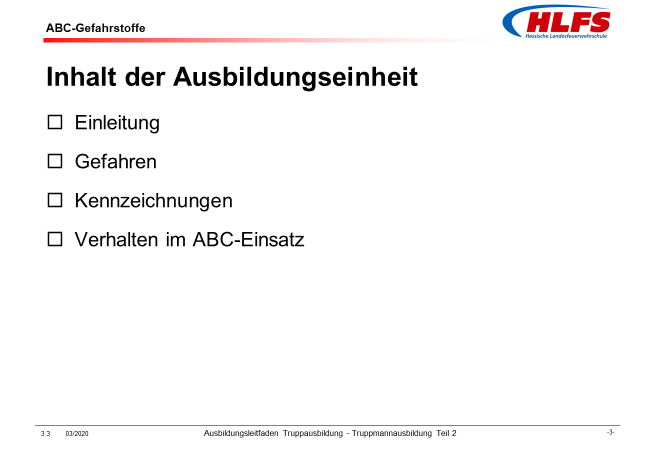 ABC-Gefahrstoffe
HLFS
Hessische Landesfeuerwehrschule
Inhalt der Ausbildungseinheit
☐ Einleitung
☐ Gefahren
☐ Kennzeichnungen
☐ Verhalten im ABC-Einsatz
3.3 03/2020 Ausbildungsleitfaden Truppausbildung - Truppmannausbildung Teil 2 -3-